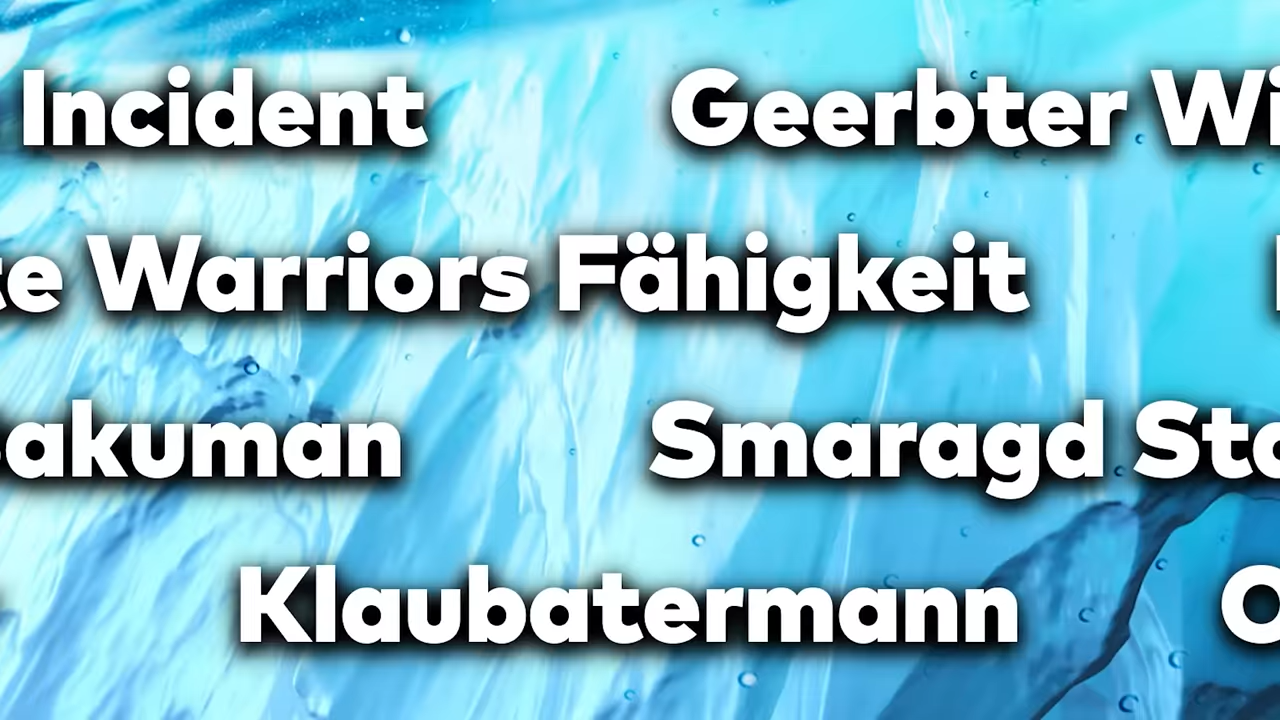 Incident Geerbter
Warriors Fähigkeit
Smaragd
Klaubatermann